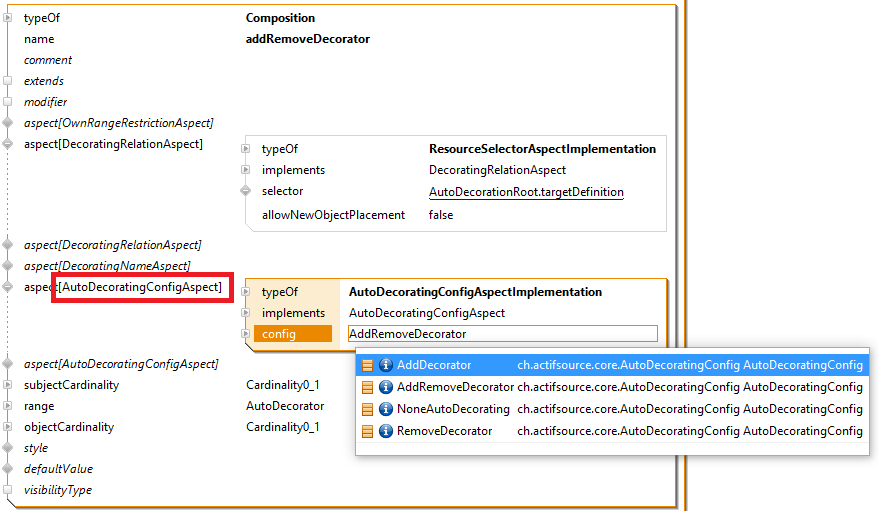 typeOf Composition
name addRemoveDecorator
comment
extends
modifier
aspect[OwnRangeRestrictionAspect]
aspect[DecoratingRelationAspect]
typeOf ResourceSelectorAspectImplementation
implements DecoratingRelationAspect
selector AutoDecorationRoot.targetDefinition
allowNewObjectPlacement false
aspect[DecoratingRelationAspect]
aspect[DecoratingNameAspect]
aspect[AutoDecoratingConfigAspect]
typeOf AutoDecoratingConfigAspectImplementation
implements AutoDecoratingConfigAspect
config AddRemoveDecorator
AddDecorator ch.actifsource.core.AutoDecoratingConfig AutoDecoratingConfig
AddRemoveDecorator ch.actifsource.core.AutoDecoratingConfig AutoDecoratingConfig
NoneAutoDecorating ch.actifsource.core.AutoDecoratingConfig AutoDecoratingConfig
RemoveDecorator ch.actifsource.core.AutoDecoratingConfig AutoDecoratingConfig
aspect[AutoDecoratingConfigAspect]
subjectCardinality Cardinality0_1
range AutoDecorator
objectCardinality Cardinality0_1
style
defaultValue
visibilityType